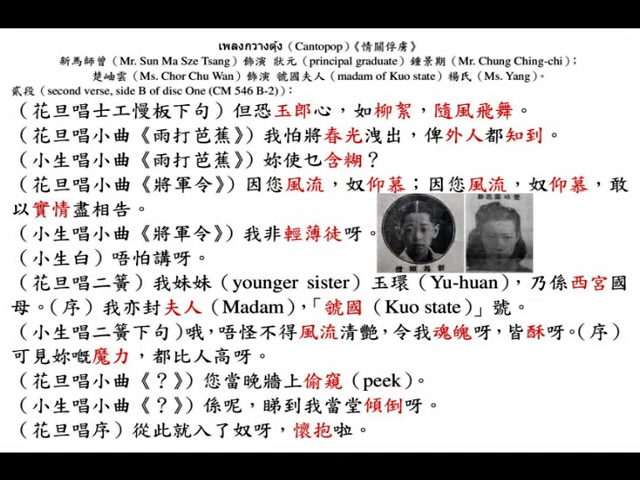 เพลงกวางตุ้ง (Cantopop)《情關俘虜》
新馬師曾 (Mr. Sun Ma Sze Tsang) 飾演 狀元 (principal graduate) 鍾景期 (Mr. Chung Ching-chi)；
楚岫雲 (Ms. Chor Chu Wan) 飾演 虢國夫人 (madam of Kuo state) 楊氏 (Ms. Yang)。
貳段 (second verse, side B of disc One (CM 546 B-2))：
（花旦唱士工慢板下句）但恐玉郎心，如柳絮，隨風飛舞。
（花旦唱小曲《雨打芭蕉》）我怕將春光洩出，俾外人都知到。
（小生唱小曲《雨打芭蕉》）妳使乜含糊？
（花旦唱小曲《將軍令》）因您風流，奴仰慕；因您風流，奴仰慕，敢
以實情盡相告。
（小生唱小曲《將軍令》）我非輕薄徒呀。
（小生白）唔怕講呀。
（花旦唱二簧）我妹妹 (younger sister) 玉環 (Yu-huan)，乃係西宮國
母。（序）我亦封夫人 (Madam)，「虢國 (Kuo state)」號。
（小生唱二簧下句）哦，唔怪不得風流清艷，令我魂魄呀，皆酥呀。（序）
可見妳嘅魔力，都比人高呀。
（花旦唱小曲《？》）您當晚牆上偷窺 (peek)。
（小生唱小曲《？》）係呢，睇到我當堂傾倒呀。
（花旦唱序）從此就入了奴呀，懷抱啦。